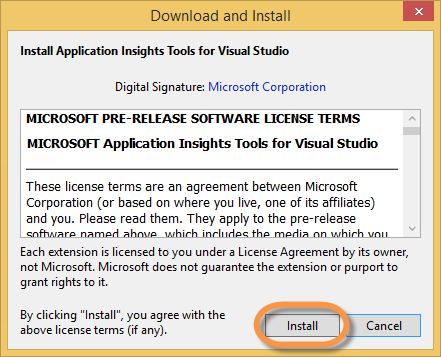 Download and Install
Install Application Insights Tools for Visual Studio
Digital Signature: Microsoft Corporation
MICROSOFT PRE-RELEASE SOFTWARE LICENSE TERMS
MICROSOFT Application Insights Tools for Visual Studio
These license terms are an agreement between Microsoft
Corporation (or based on where you live, one of its affiliates)
and you. Please read them. They apply to the pre-release
software named above, which includes the media on which you
Each extension is licensed to you under a License Agreement by its owner,
not Microsoft. Microsoft does not guarantee the extension or purport to
grant rights to it.
By clicking "Install", you agree with the
above license terms (if any).
Install
Cancel